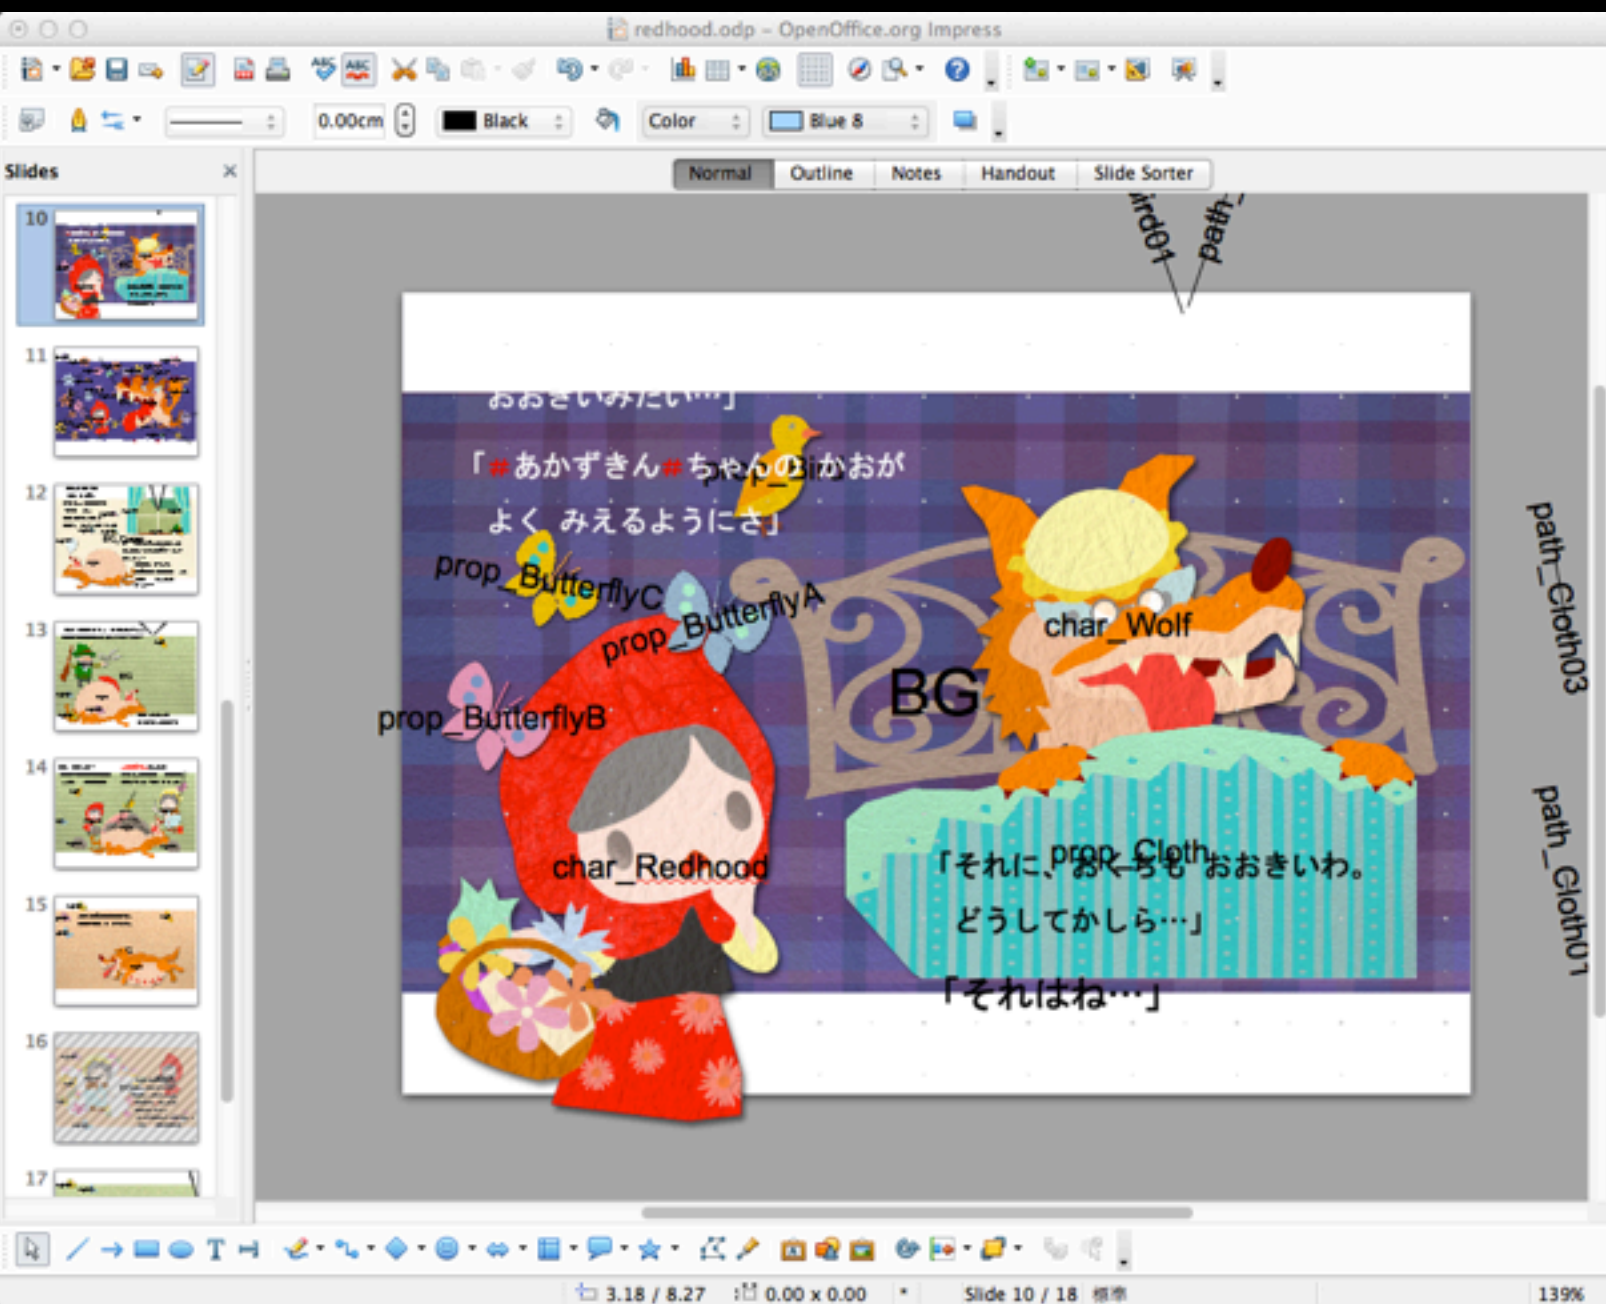 redhood.odp – OpenOffice.org Impress
0.00cm
Black
Color
Blue 8
Slides
Normal
Outline
Notes
Handout
Slide Sorter
10
11
12
13
14
15
16
17
おおきいみたい…」
「#あかずきん#ちゃんの かおが
よく みえるようにさ」
prop_Bird
prop_ButterflyC
prop_ButterflyA
prop_ButterflyB
char_Wolf
BG
char_Redhood
prop_Cloth
「それに、おくちも おおきいわ。
どうしてかしら…」
「それはね…」
path_Cloth03
path_Cloth01
3.18 / 8.27
0.00 x 0.00
*
Slide 10 / 18
標準
139%